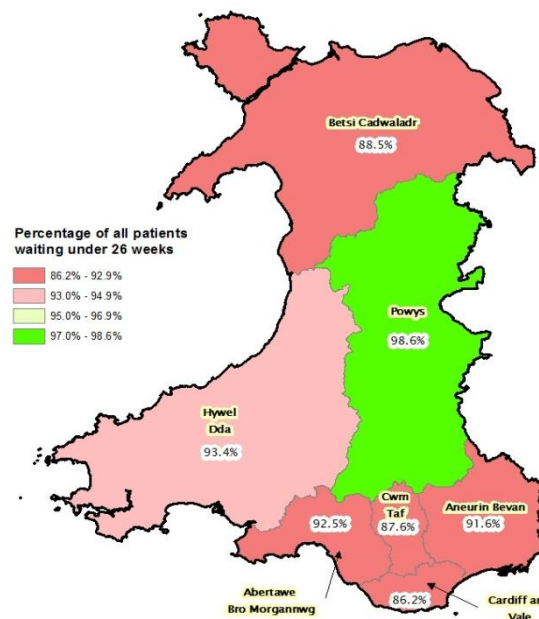 Betsi Cadwaladr
88.5%
Percentage of all patients
waiting under 26 weeks
86.2% - 92.9%
93.0% - 94.9%
95.0% - 96.9%
97.0% - 98.6%
Powys
98.6%
Hywel
Dda
93.4%
Cwm
Taf
87.6%
Aneurin Bevan
91.6%
92.5%
Abertawe
Bro Morgannwg
86.2%
Cardiff an
Vale